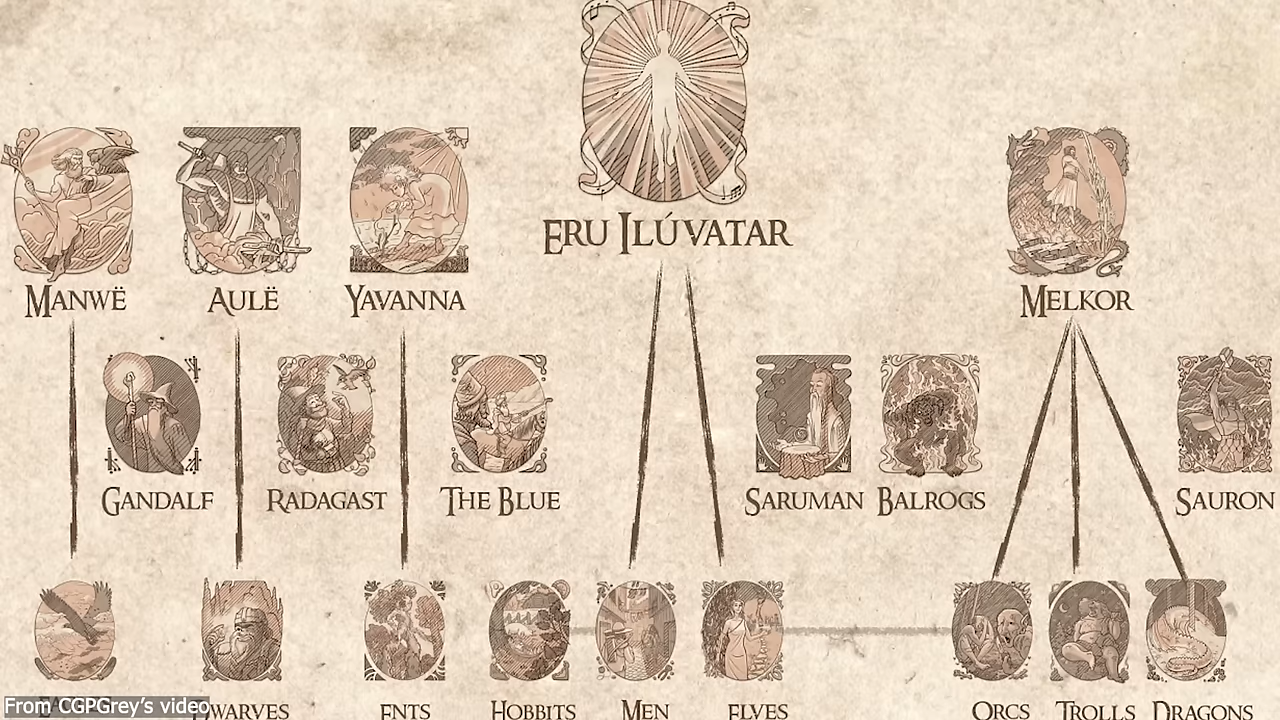 ERU ILÚVATAR
MANWË AULË YAVANNA MELKOR
GANDALF RADAGAST THE BLUE SARUMAN BALROGS SAURON
DWARVES ENTS HOBBITS MEN ELVES ORCS TROLLS DRAGONS
From CGPGrey’s video